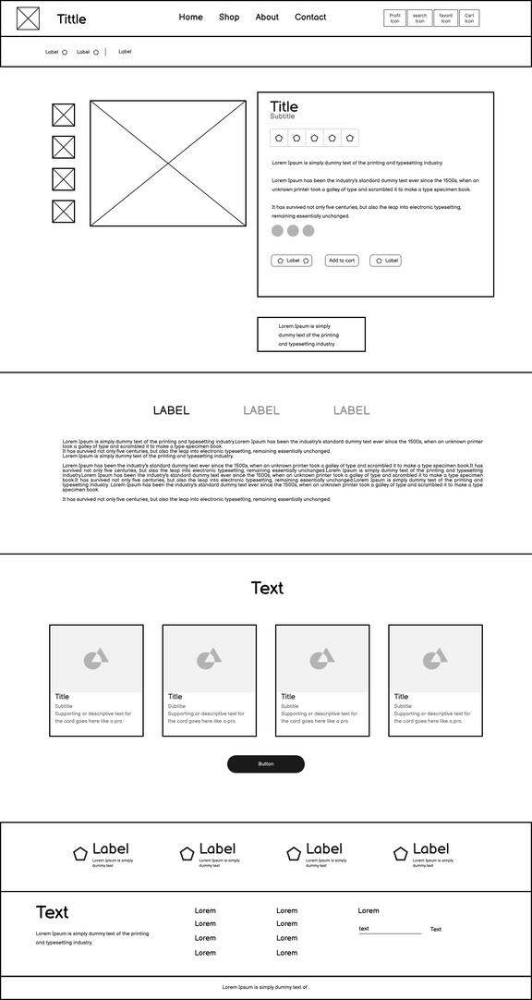 Tittle
Home Shop About Contact
Profil Icon
search Icon
favorit Icon
Cart Icon
Label Label Label
Title
Subtitle
Lorem Ipsum is simply dummy text of the printing and typesetting industry.
Lorem Ipsum has been the industry's standard dummy text ever since the 1500s, when an
unknown printer took a galley of type and scrambled it to make a type specimen book.
It has survived not only five centuries, but also the leap into electronic typesetting,
remaining essentially unchanged.
Label Add to cart Label
Lorem Ipsum is simply
dummy text of the printing
and typesetting industry.
LABEL LABEL LABEL
Lorem Ipsum is simply dummy text of the printing and typesetting industry.Lorem Ipsum has been the industry's standard dummy text ever since the 1500s, when an unknown printer
took a galley of type and scrambled it to make a type specimen book.
It has survived not only five centuries, but also the leap into electronic typesetting, remaining essentially unchanged.
Lorem Ipsum is simply dummy text of the printing and typesetting industry.
Lorem Ipsum has been the industry's standard dummy text ever since the 1500s, when an unknown printer took a galley of type and scrambled it to make a type specimen book.It has
survived not only five centuries, but also the leap into electronic typesetting, remaining essentially unchanged.Lorem Ipsum is simply dummy text of the printing and typesetting
industry.Lorem Ipsum has been the industry's standard dummy text ever since the 1500s, when an unknown printer took a galley of type and scrambled it to make a type specimen
book.It has survived not only five centuries, but also the leap into electronic typesetting, remaining essentially unchanged.Lorem Ipsum is simply dummy text of the printing and
typesetting industry. Lorem Ipsum has been the industry's standard dummy text ever since the 1500s, when an unknown printer took a galley of type and scrambled it to make a type
specimen book.
It has survived not only five centuries, but also the leap into electronic typesetting, remaining essentially unchanged.
Text
Title
Subtitle
Supporting or descriptive text for
the card goes here like a pro.
Title
Subtitle
Supporting or descriptive text for
the card goes here like a pro.
Title
Subtitle
Supporting or descriptive text for
the card goes here like a pro.
Title
Subtitle
Supporting or descriptive text for
the card goes here like a pro.
Button
Label
Lorem Ipsum is simply
dummy text
Label
Lorem Ipsum is simply
dummy text
Label
Lorem Ipsum is simply
dummy text
Label
Lorem Ipsum is simply
dummy text
Text
Lorem Ipsum is simply dummy text of the printing
and typesetting industry.
Lorem
Lorem
Lorem
Lorem
Lorem
Lorem
Lorem
Lorem
Lorem
text Text
Lorem Ipsum is simply dummy text of .